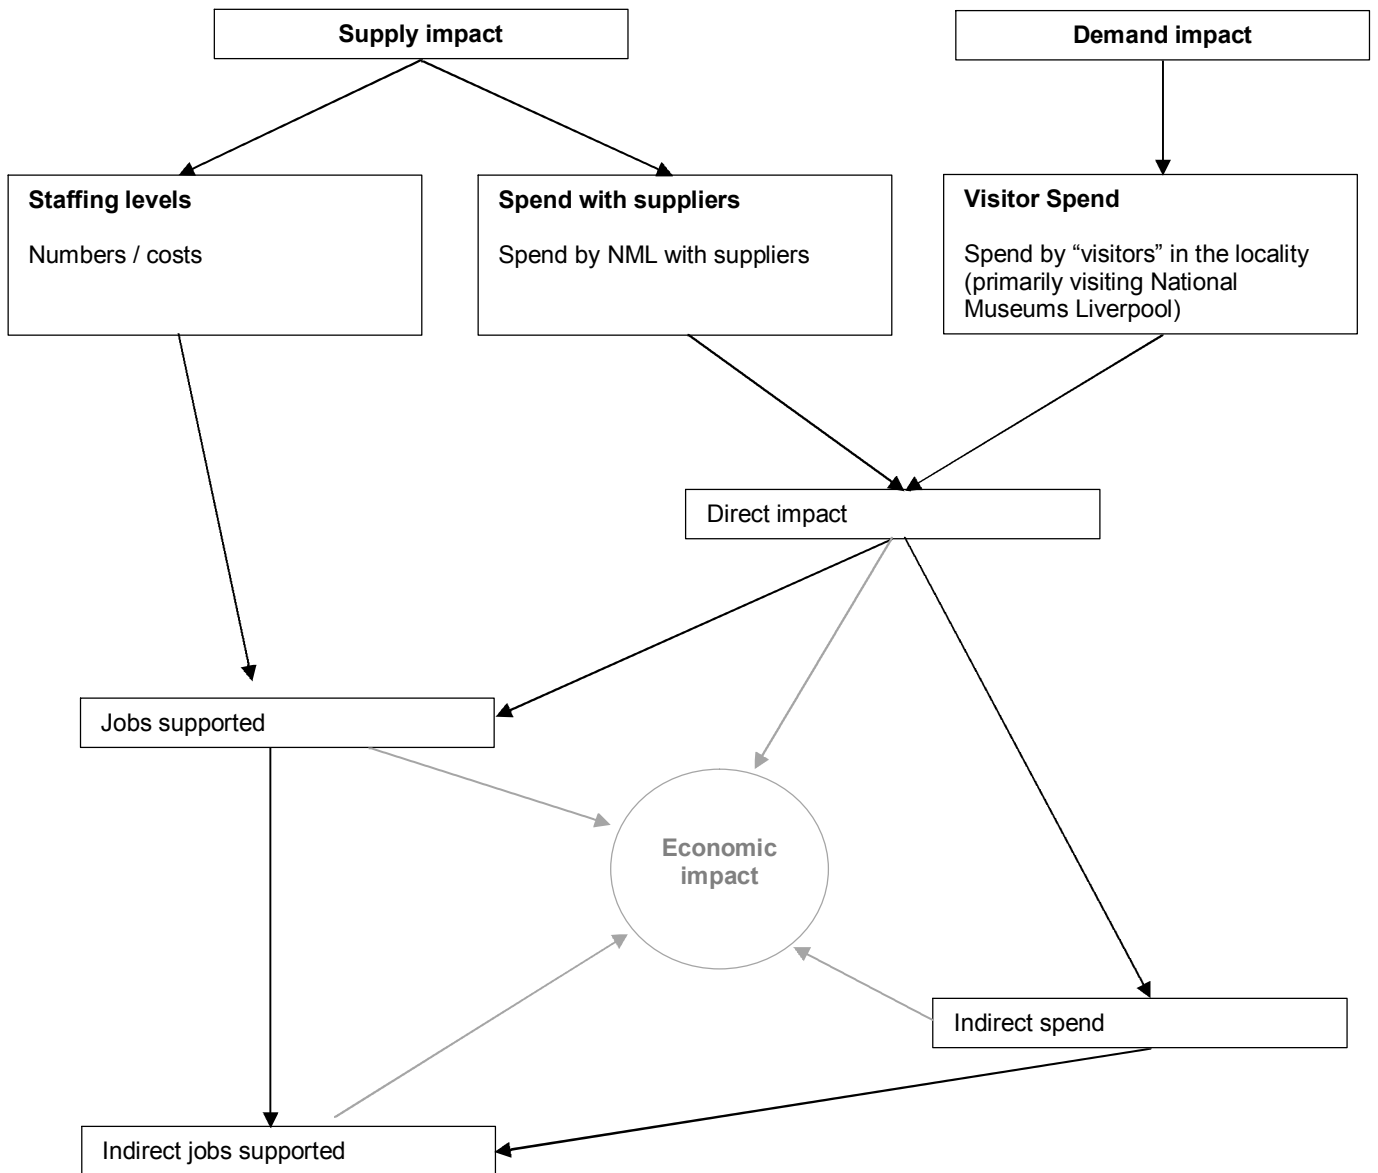 Supply impact
Demand impact
Staffing levels
Numbers / costs
Spend with suppliers
Spend by NML with suppliers
Visitor Spend
Spend by “visitors” in the locality
(primarily visiting National
Museums Liverpool)
Direct impact
Jobs supported
Economic
impact
Indirect spend
Indirect jobs supported